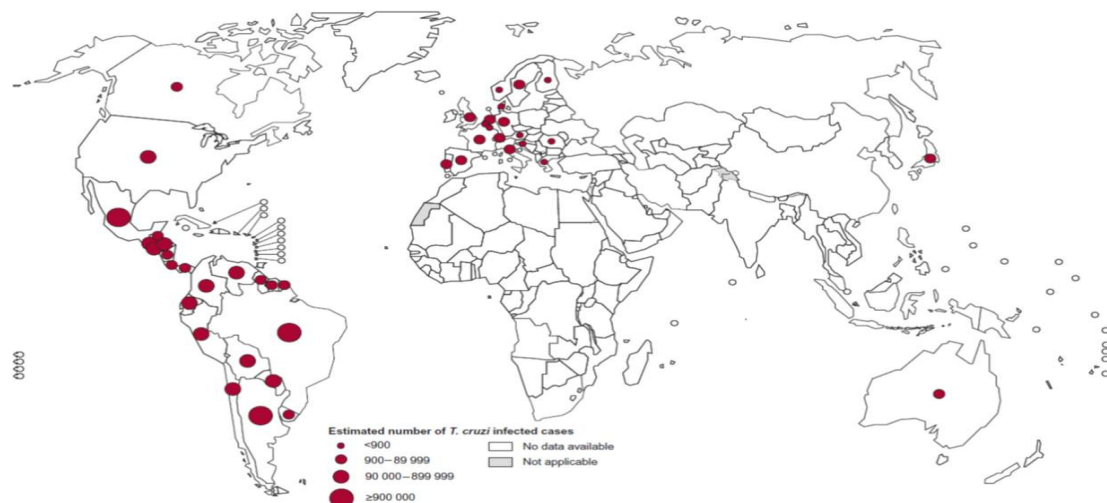 Estimated number of T. cruzi infected cases
<900
900–89 999
90 000–899 999
≥900 000
No data available
Not applicable